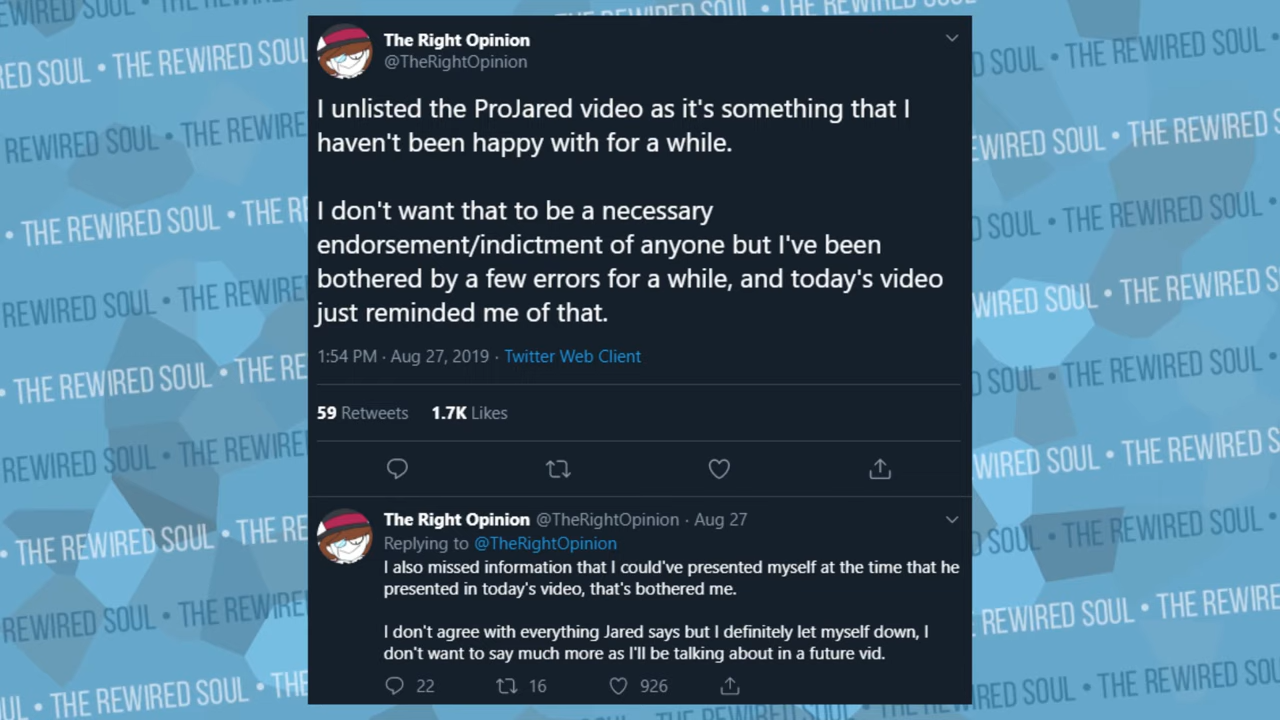 The Right Opinion
@TheRightOpinion
I unlisted the ProJared video as it's something that I
haven't been happy with for a while.
I don't want that to be a necessary
endorsement/indictment of anyone but I've been
bothered by a few errors for a while, and today's video
just reminded me of that.
1:54 PM · Aug 27, 2019 · Twitter Web Client
59 Retweets 1.7K Likes
The Right Opinion @TheRightOpinion · Aug 27
Replying to @TheRightOpinion
I also missed information that I could've presented myself at the time that he
presented in today's video, that's bothered me.
I don't agree with everything Jared says but I definitely let myself down, I
don't want to say much more as I'll be talking about in a future vid.
22 16 926
THE REWIRED SOUL • THE REWIRED SOUL